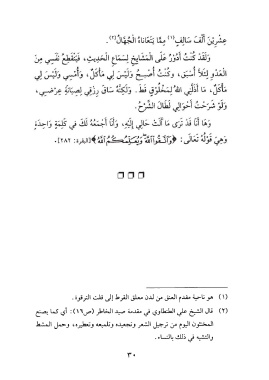 عِشْرِينَ أَلْفَ سَالِفٍ(١) مِمَّا يَتَعَانَاهُ الْجُهَّالُ(٢).
وَلَقَدْ كُنْتُ أَدُورُ عَلَى الْمَشَايِخِ لِسَمَاعِ الْحَدِيثِ، فَيَنْقَطِعُ نَفَسِي مِنَ
الْعَدْوِ لِئَلَّا أُسْبَقَ، وَكُنْتُ أُصْبِحُ وَلَيْسَ لِي مَأْكَلٌ، وَأُمْسِي وَلَيْسَ لِي
مَأْكَلٌ، مَا أَذَلَّنِي اللهُ لِمَخْلُوقٍ قَطُّ. وَلَكِنَّهُ سَاقَ رِزْقِي لِصِيَانَةِ عِرْضِي،
وَلَوْ شَرَحْتُ أَحْوَالِي لَطَالَ الشَّرْحُ.
وَهَا أَنَا قَدْ تَرَى مَا آلَتْ حَالِي إِلَيْهِ، وَأَنَا أَجْمَعُهُ لَكَ فِي كَلِمَةٍ وَاحِدَةٍ
وَهِيَ قَوْلُهُ تَعَالَى: ﴿وَاتَّقُوا اللَّهَ وَيُعَلِّمُكُمُ اللَّهُ﴾ [البقرة: ٢٨٢].
(١) هو ناحية مقدم العنق من لدن معلق القرط إلى قلت الترقوة.
(٢) قال الشيخ علي الطنطاوي في مقدمة صيد الخاطر (ص١٦): أي كما يصنع
المخنثون اليوم من ترجيل الشعر وتجعيده وتلميعه وتعطيره، وحمل المشط
والتشبه في ذلك بالنساء.
٣٠